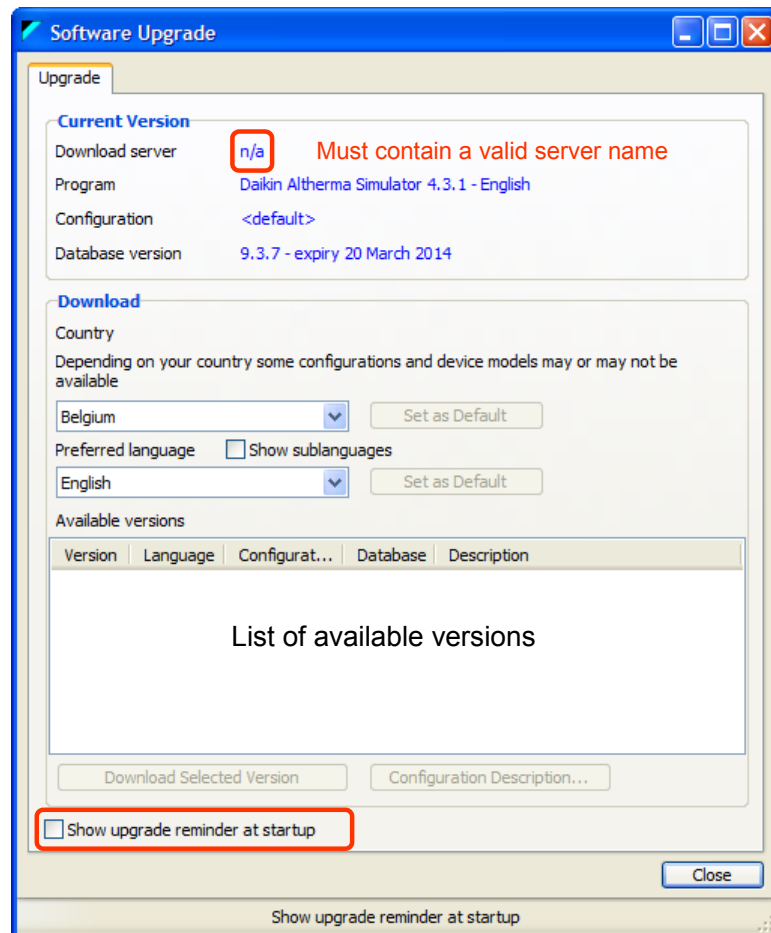 Software Upgrade
Upgrade
Current Version
Download server n/a Must contain a valid server name
Program Daikin Altherma Simulator 4.3.1 - English
Configuration <default>
Database version 9.3.7 - expiry 20 March 2014
Download
Country
Depending on your country some configurations and device models may or may not be
available
Belgium Set as Default
Preferred language Show sublanguages
English Set as Default
Available versions
Version Language Configurat... Database Description
List of available versions
Download Selected Version Configuration Description...
Show upgrade reminder at startup
Close
Show upgrade reminder at startup